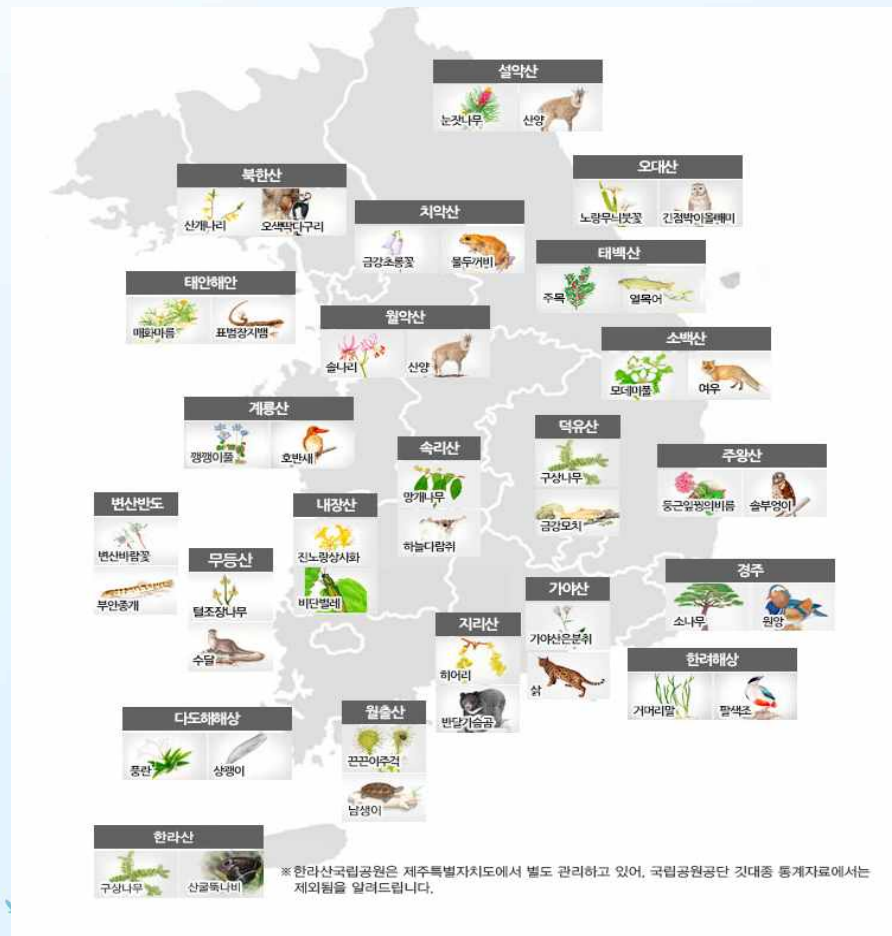 설악산
눈잣나무 산양
북한산
산개나리 오색딱다구리
오대산
노랑무늬붓꽃 긴점박이올빼미
치악산
금강초롱꽃 물두꺼비
태백산
주목 열목어
태안해안
매화마름 표범장지뱀
월악산
솔나리 산양
소백산
모데미풀 여우
계룡산
깽깽이풀 호반새
속리산
망개나무
하늘다람쥐
덕유산
구상나무
금강모치
주왕산
둥근잎꿩의비름 솔부엉이
변산반도
변산바람꽃
부안종개
내장산
진노랑상사화
비단벌레
무등산
털조장나무
수달
지리산
히어리
반달가슴곰
가야산
가야산은분취
삵
경주
소나무 원앙
한려해상
거머리말 팔색조
다도해해상
풍란 상괭이
월출산
끈끈이주걱
남생이
한라산
구상나무 산굴뚝나비
※한라산국립공원은 제주특별자치도에서 별도 관리하고 있어, 국립공원공단 깃대종 통계자료에서는
제외됨을 알려드립니다.